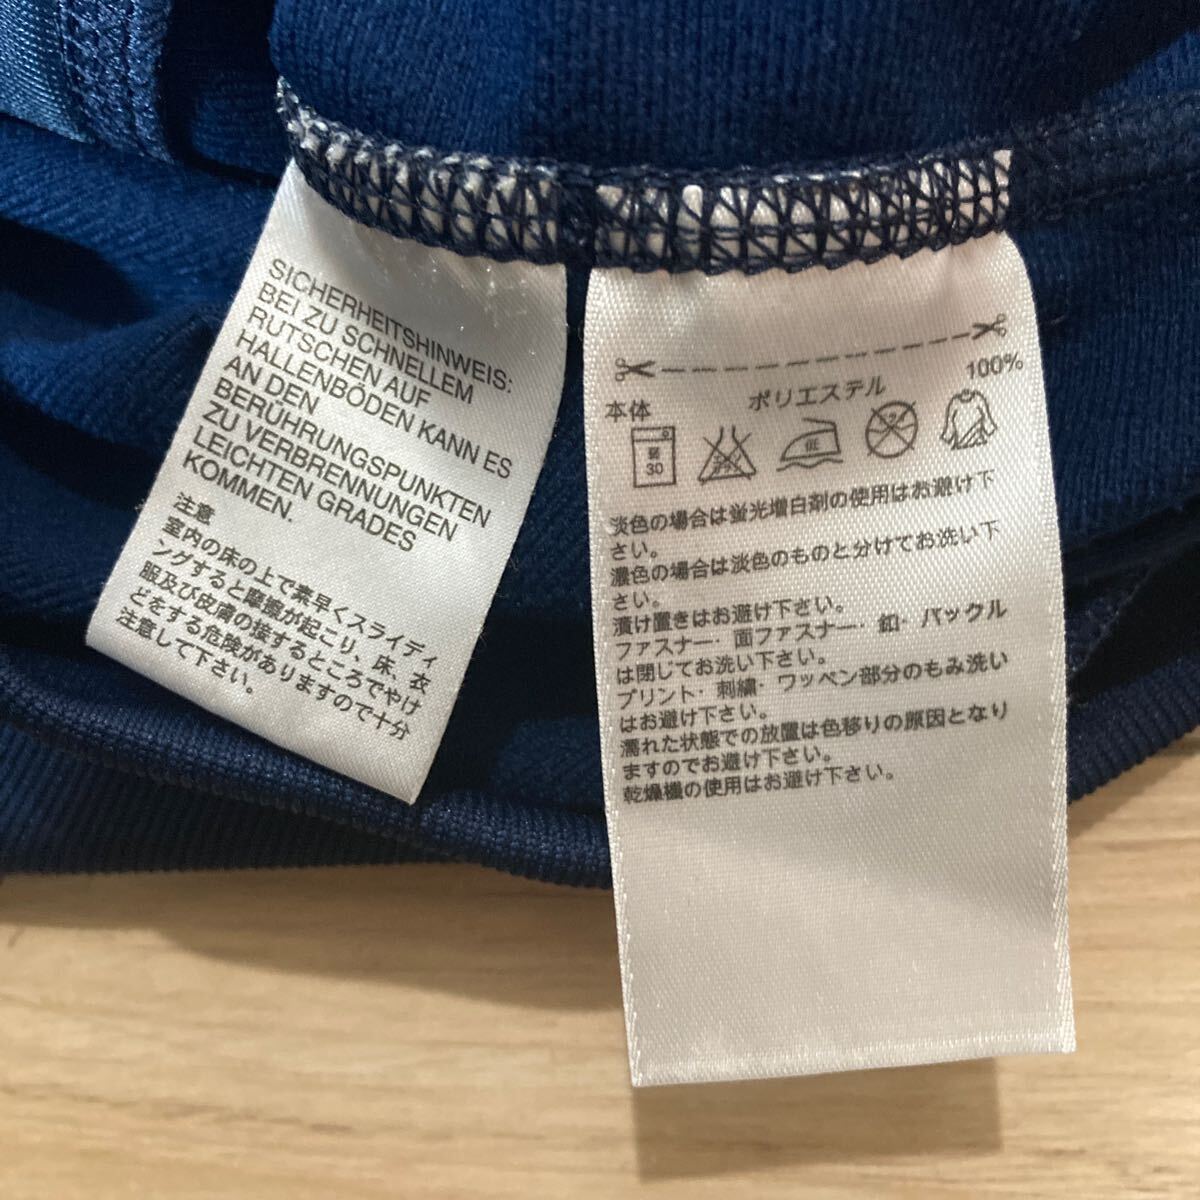 SICHERHEITSHINWEIS:
BEI ZU SCHNELLEM
RUTSCHEN AUF
HALLENBÖDEN KANN ES
AN DEN
BERÜHRUNGSPUNKTEN
ZU VERBRENNUNGEN
LEICHTEN GRADES
KOMMEN.
注意
室内の床の上で素早くスライディ
ングすると摩擦が起こり、床、衣
服及び皮膚の接するところでやけ
どをする危険がありますので十分
注意して下さい。
本体 ポリエステル 100%
弱
30
低
淡色の場合は蛍光増白剤の使用はお避け下
さい。
濃色の場合は淡色のものと分けてお洗い下
さい。
漬け置きはお避け下さい。
ファスナー・面ファスナー・釦・バックル
は閉じてお洗い下さい。
プリント・刺繍・ワッペン部分のもみ洗い
はお避け下さい。
濡れた状態での放置は色移りの原因となり
ますのでお避け下さい。
乾燥機の使用はお避け下さい。